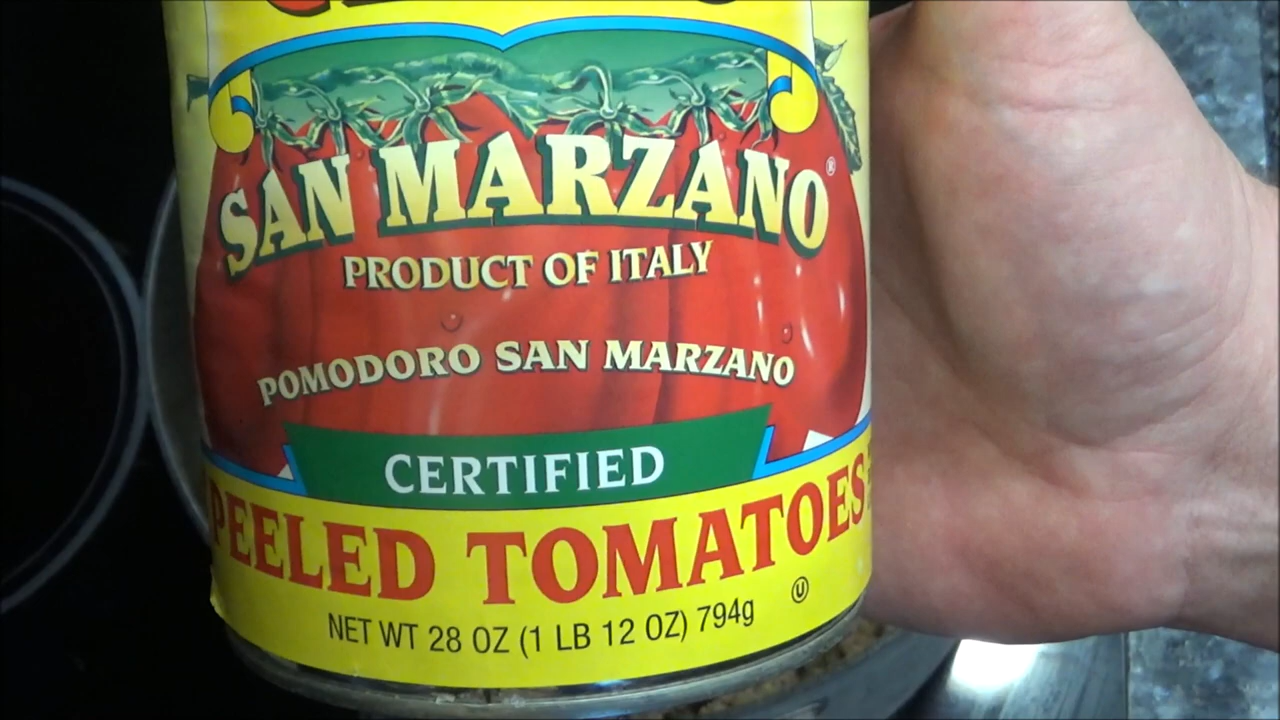 SAN MARZANO®
PRODUCT OF ITALY
POMODORO SAN MARZANO
CERTIFIED
PEELED TOMATOES
NET WT 28 OZ (1 LB 12 OZ) 794g
U